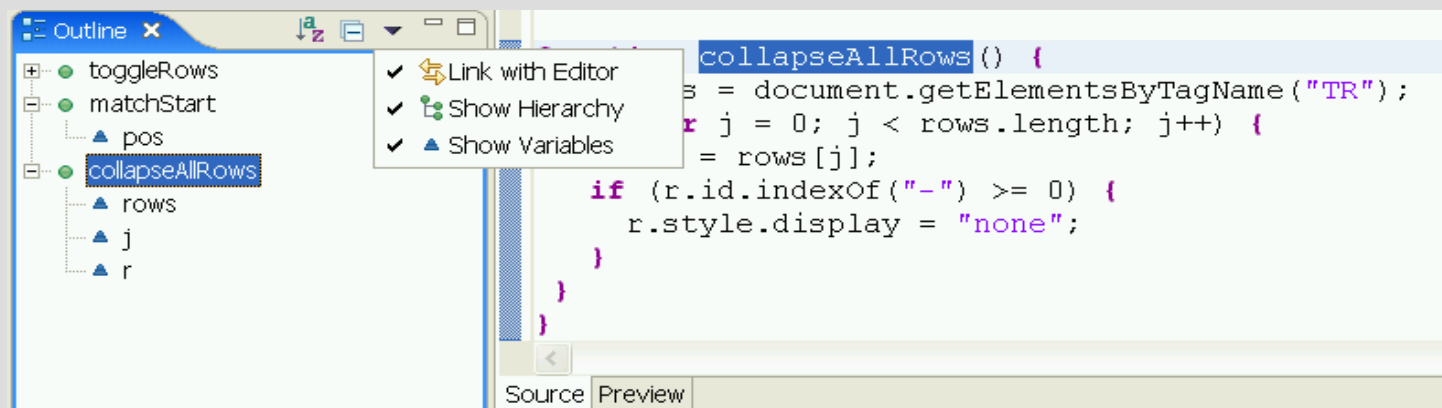 Outline
toggleRows
matchStart
pos
collapseAllRows
rows
j
r
Link with Editor
Show Hierarchy
Show Variables
collapseAllRows() {
s = document.getElementsByTagName("TR");
r j = 0; j < rows.length; j++) {
= rows[j];
if (r.id.indexOf("-") >= 0) {
r.style.display = "none";
}
}
}
Source Preview